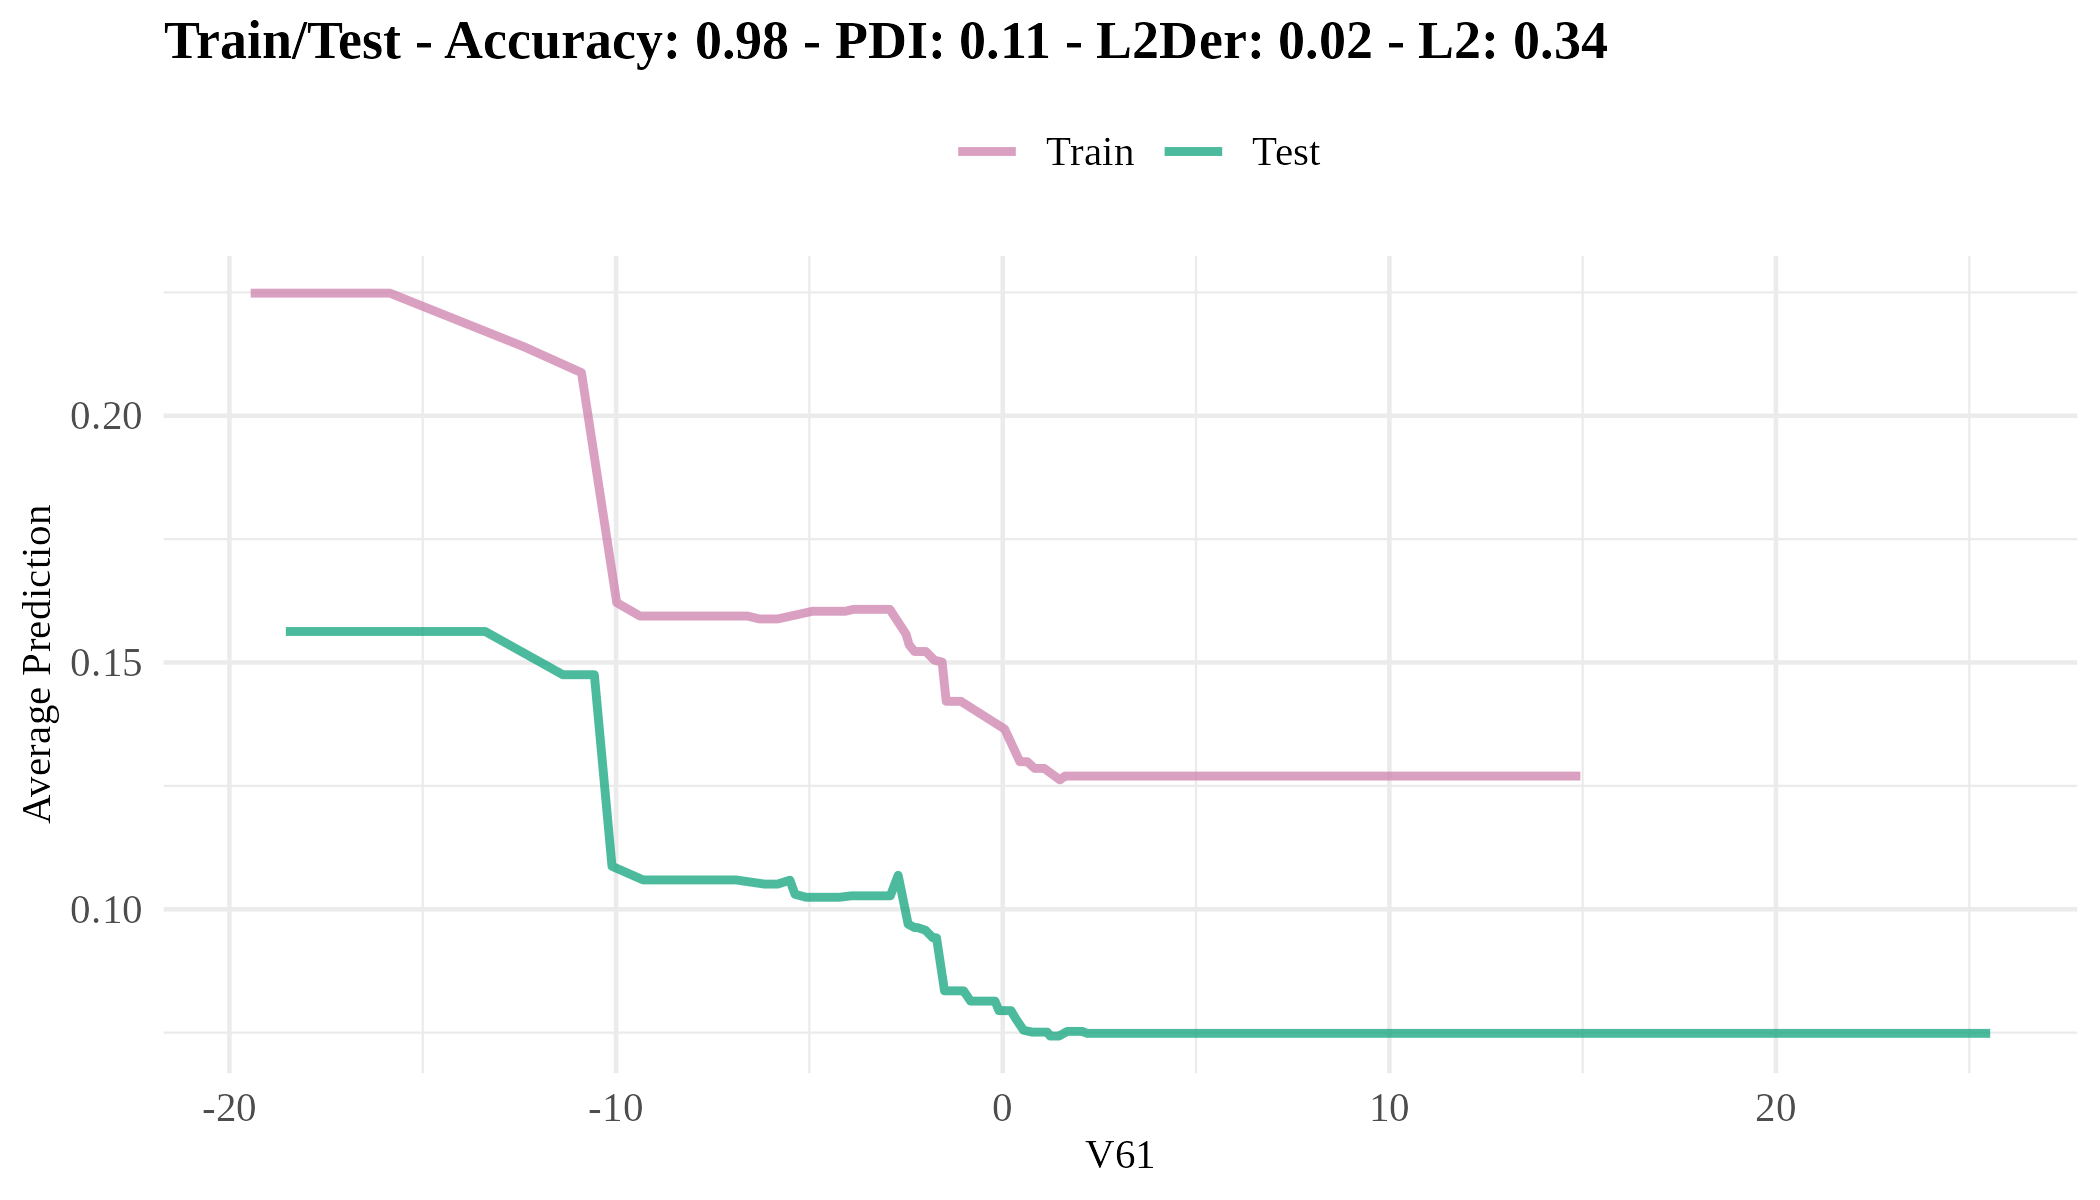 Train/Test - Accuracy: 0.98 - PDI: 0.11 - L2Der: 0.02 - L2: 0.34
Train Test
Average Prediction
0.20
0.15
0.10
-20 -10 0 10 20
V61